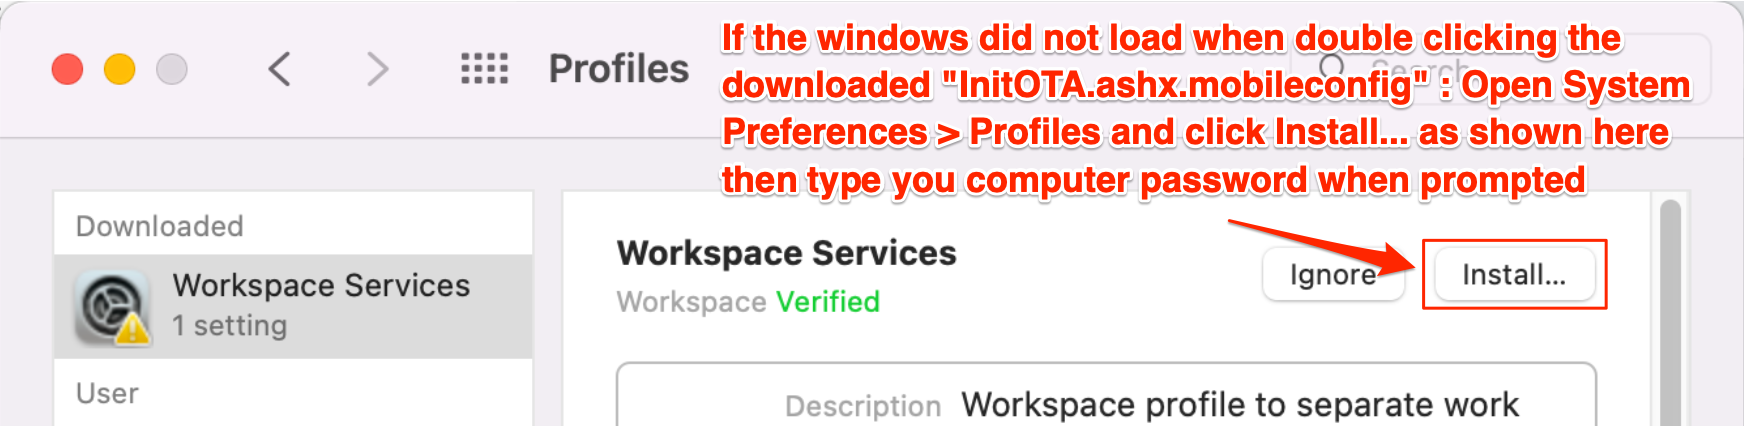 Profiles
If the windows did not load when double clicking the
downloaded "InitOTA.ashx.mobileconfig" : Open System
Preferences > Profiles and click Install... as shown here
then type you computer password when prompted
Search
Downloaded
Workspace Services
1 setting
User
Workspace Services
Workspace Verified
Ignore
Install...
Description Workspace profile to separate work